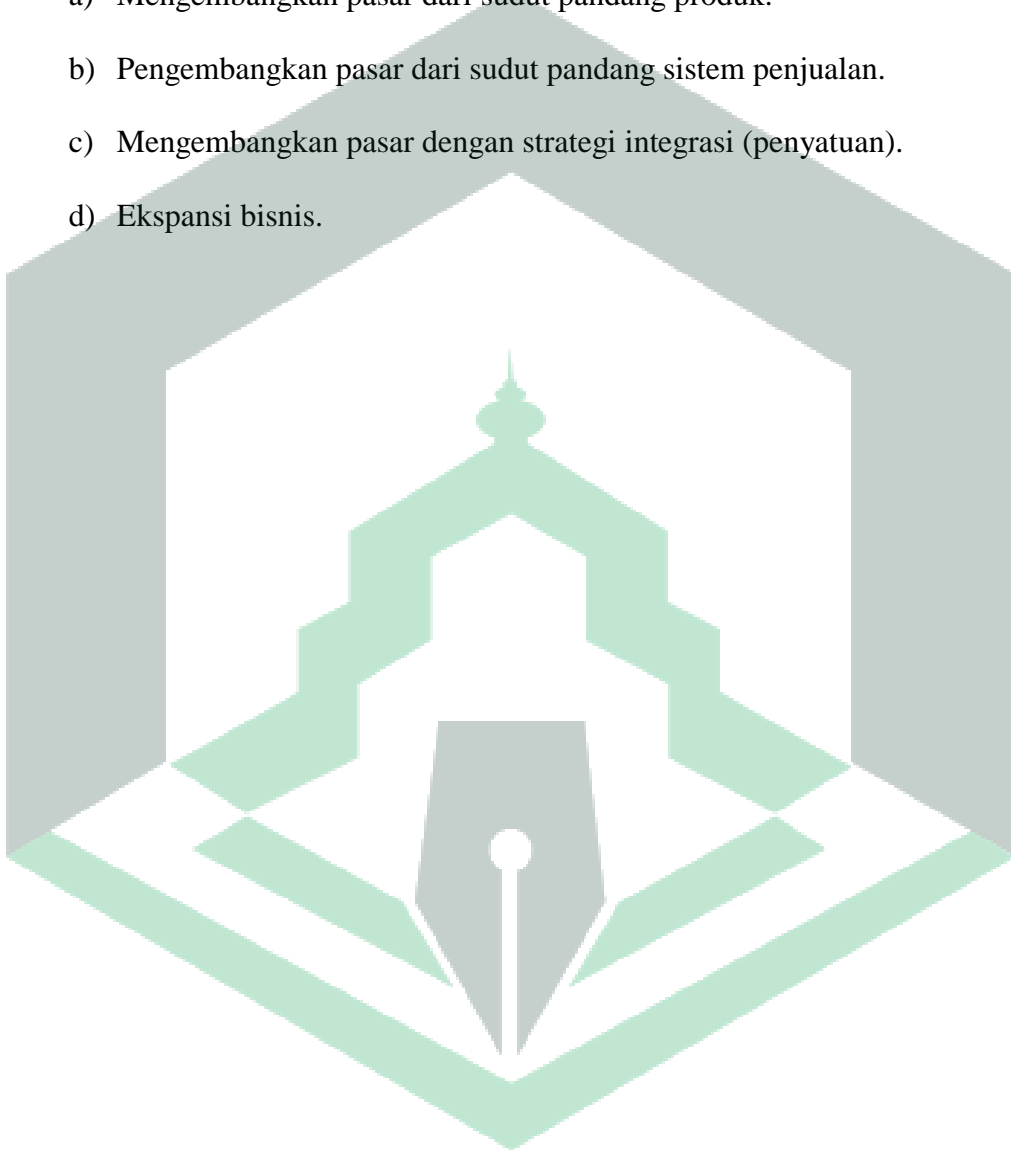 a) Mengembangkan pasar dari sudut pandang produk.
b) Pengembangkan pasar dari sudut pandang sistem penjualan.
c) Mengembangkan pasar dengan strategi integrasi (penyatuan).
d) Ekspansi bisnis.